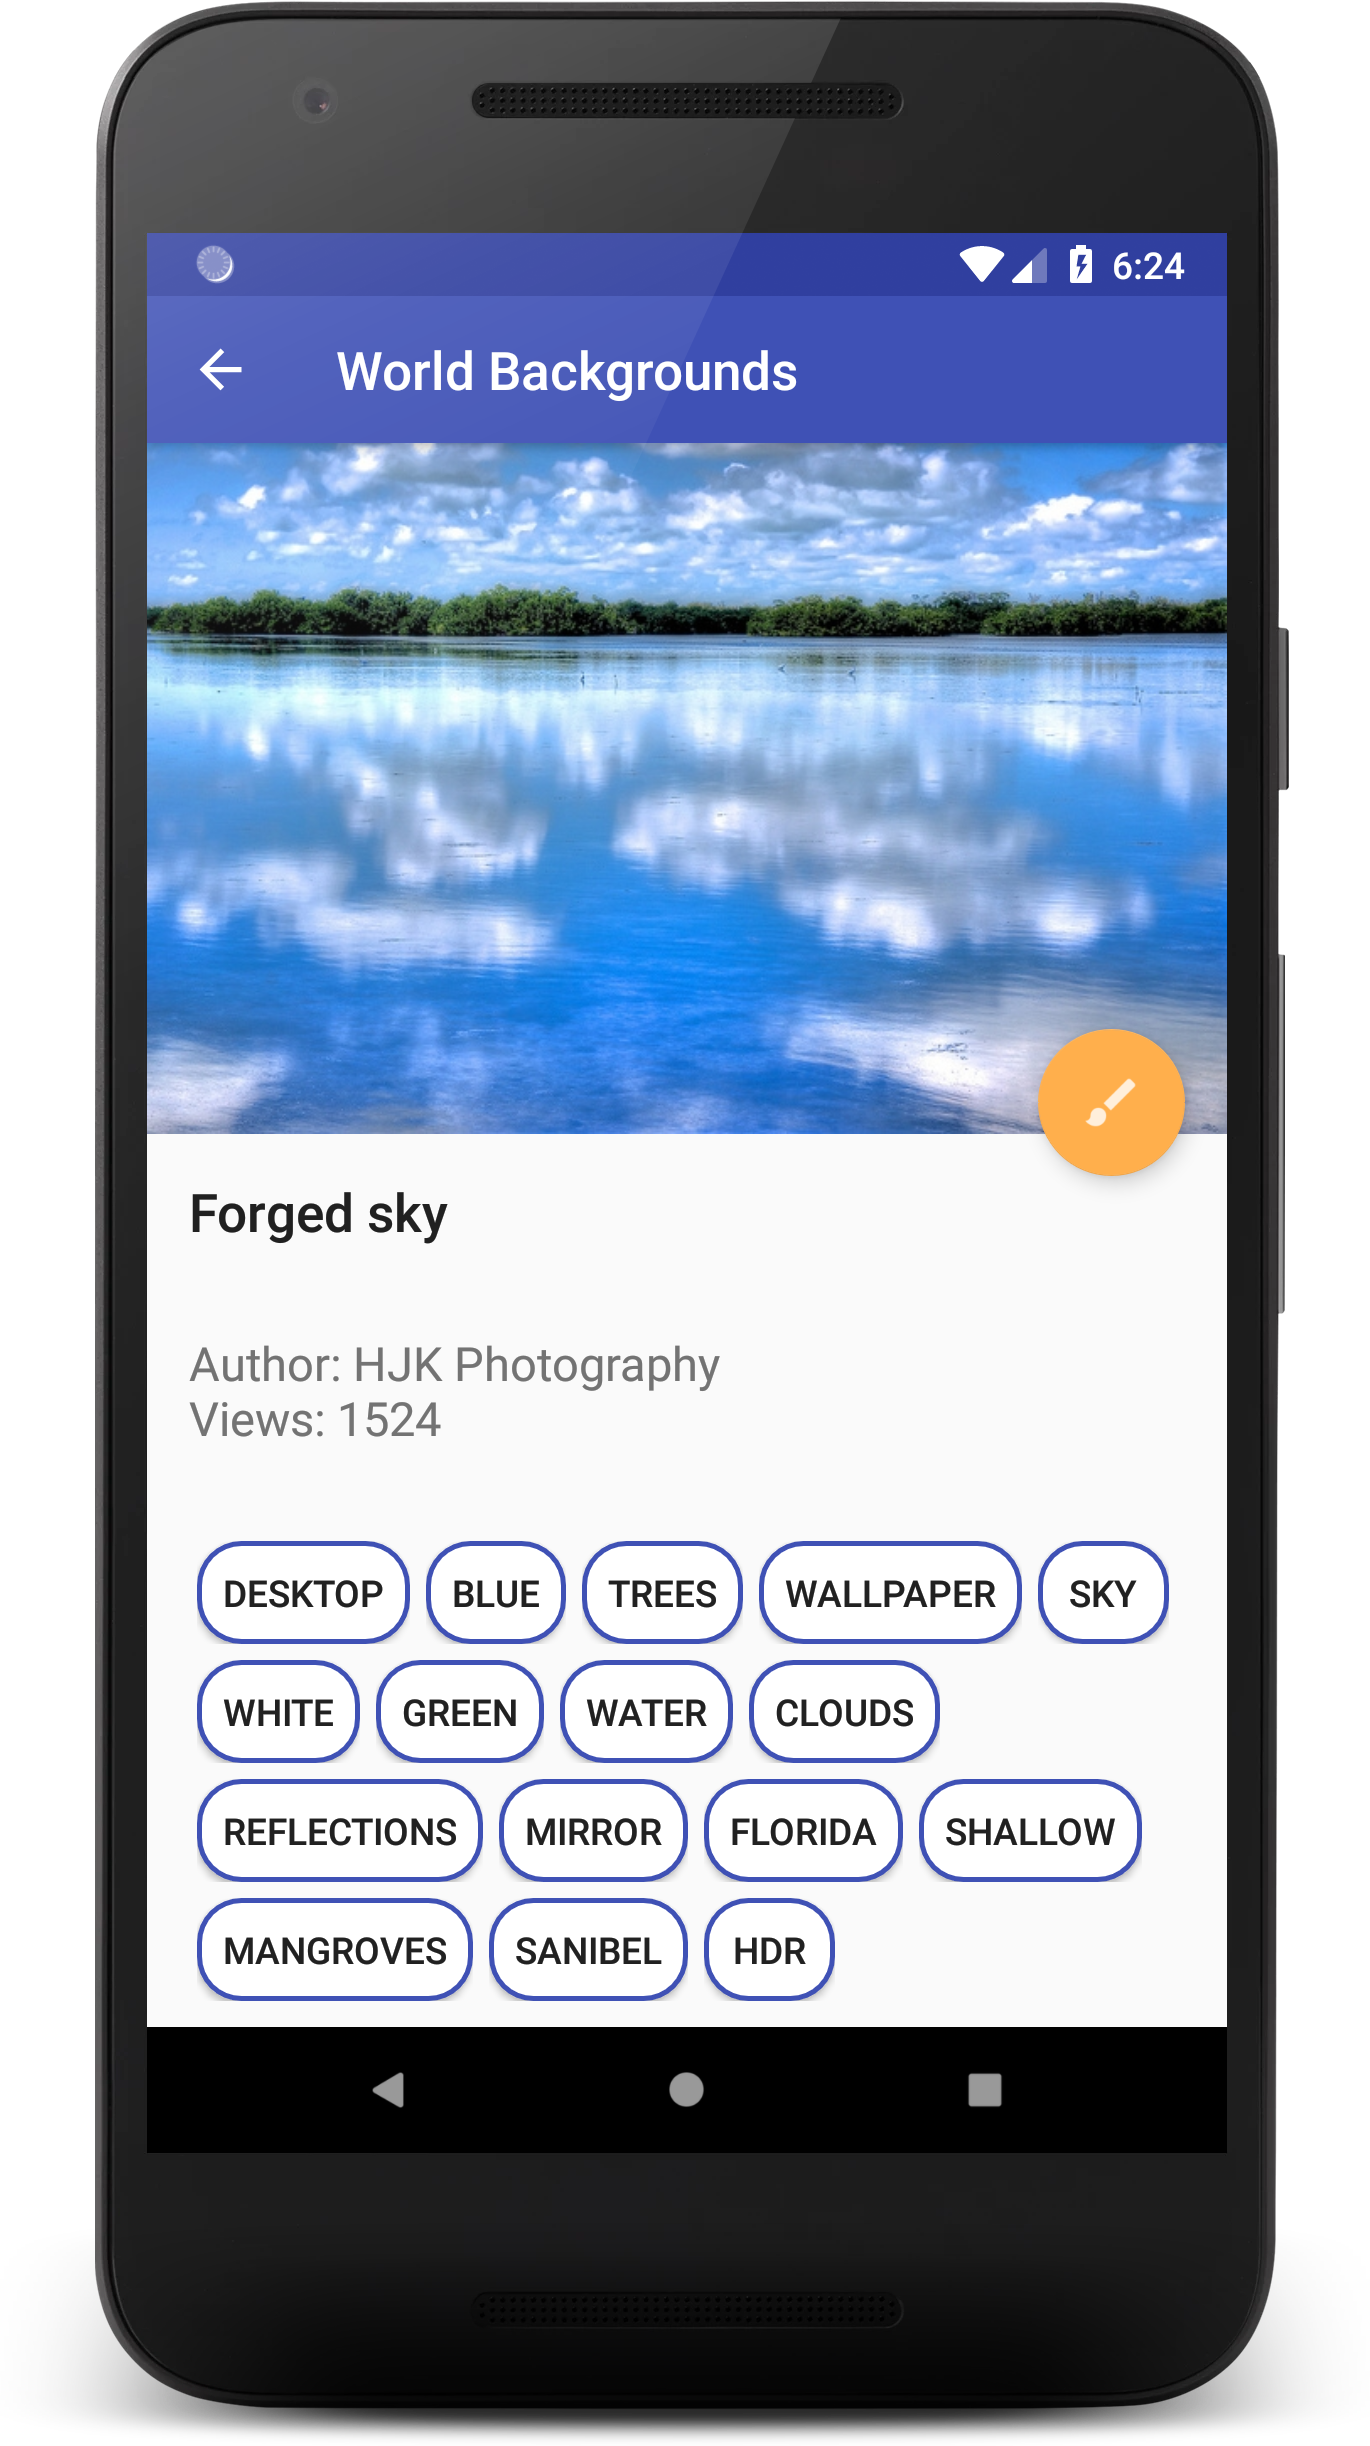 6:24
World Backgrounds
Forged sky
Author: HJK Photography
Views: 1524
DESKTOP BLUE TREES WALLPAPER SKY
WHITE GREEN WATER CLOUDS
REFLECTIONS MIRROR FLORIDA SHALLOW
MANGROVES SANIBEL HDR